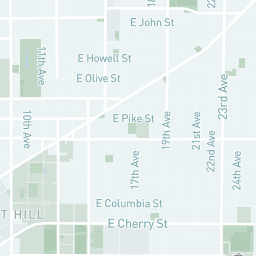 E John St
E Howell St
11th Ave
E Olive St
23rd Ave
E Pike St
10th Ave
19th Ave
21st Ave
22nd Ave
17th Ave
24th Ave
E Columbia St
T HILL
E Cherry St